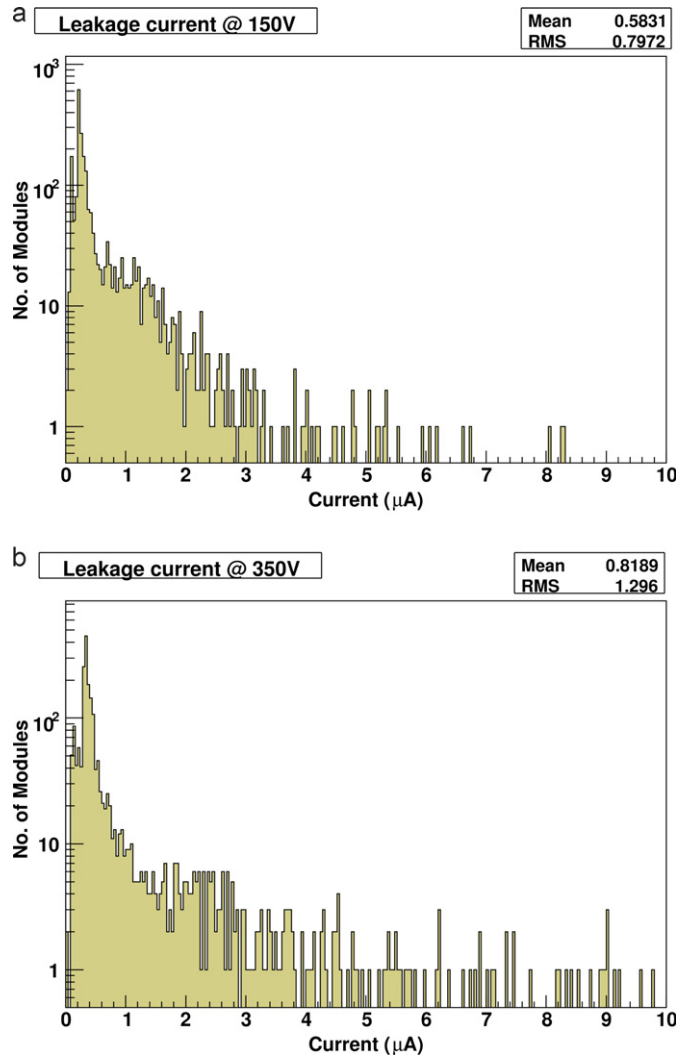 a
Leakage current @ 150V
Mean 0.5831
RMS 0.7972
No. of Modules
10³
10²
10
1
0 1 2 3 4 5 6 7 8 9 10
Current (μA)
b
Leakage current @ 350V
Mean 0.8189
RMS 1.296
No. of Modules
10²
10
1
0 1 2 3 4 5 6 7 8 9 10
Current (μA)